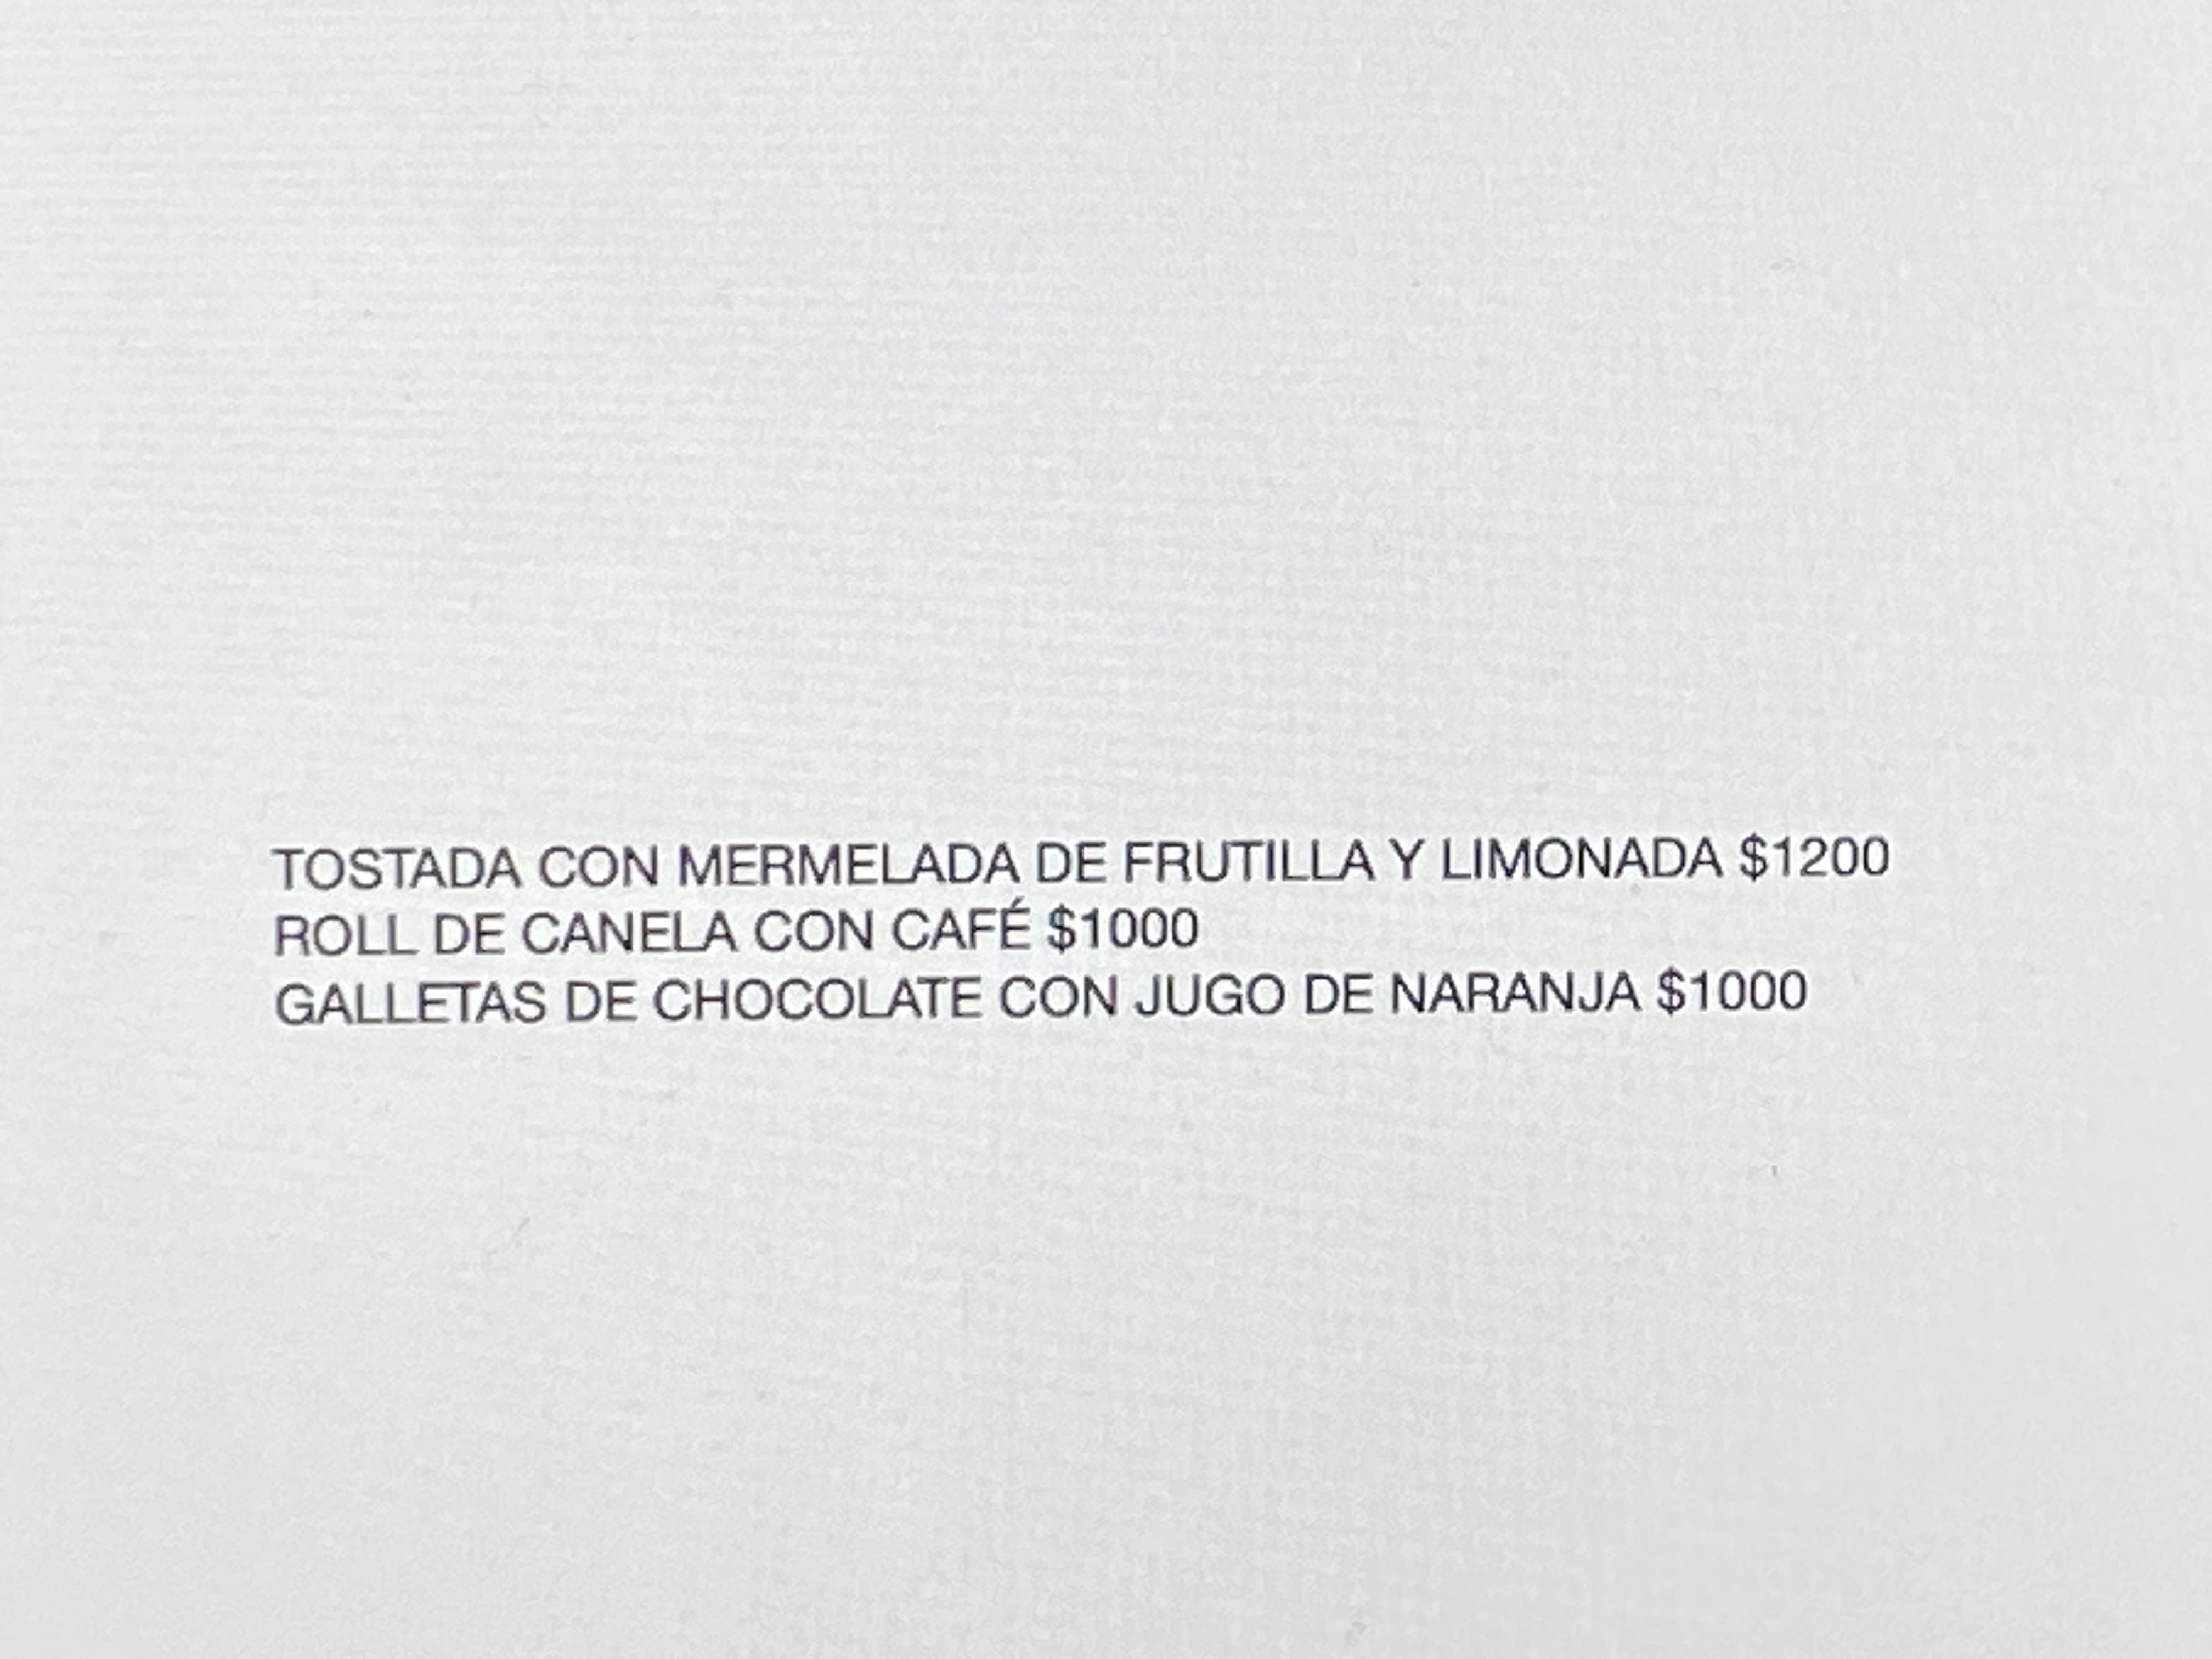 TOSTADA CON MERMELADA DE FRUTILLA Y LIMONADA $1200
ROLL DE CANELA CON CAFÉ $1000
GALLETAS DE CHOCOLATE CON JUGO DE NARANJA $1000